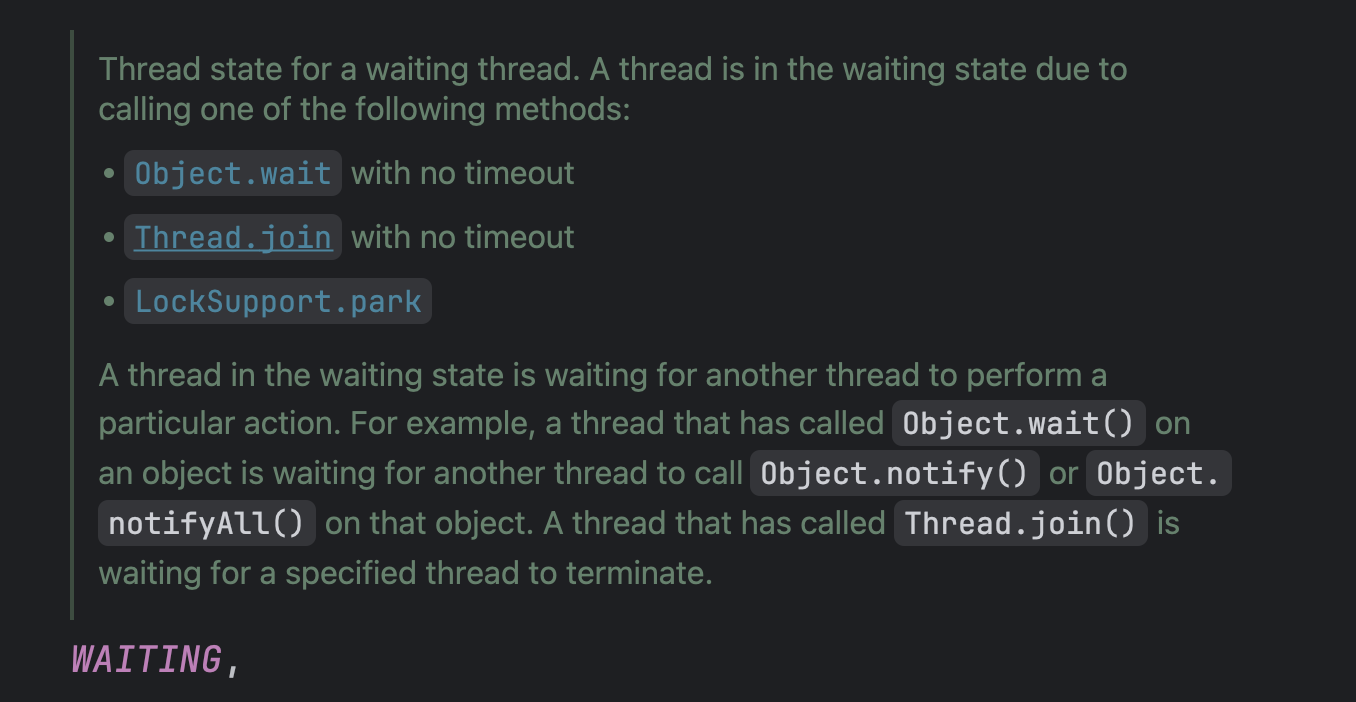 Thread state for a waiting thread. A thread is in the waiting state due to
calling one of the following methods:
• Object.wait with no timeout
• Thread.join with no timeout
• LockSupport.park
A thread in the waiting state is waiting for another thread to perform a
particular action. For example, a thread that has called Object.wait() on
an object is waiting for another thread to call Object.notify() or Object.
notifyAll() on that object. A thread that has called Thread.join() is
waiting for a specified thread to terminate.
WAITING,